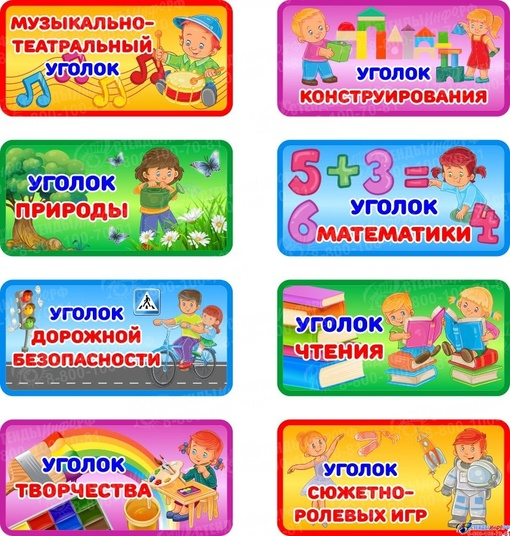 МУЗЫКАЛЬНО-
ТЕАТРАЛЬНЫЙ
УГОЛОК
УГОЛОК
КОНСТРУИРОВАНИЯ
УГОЛОК
ПРИРОДЫ
5 + 3 =
6
4
УГОЛОК
МАТЕМАТИКИ
УГОЛОК
ДОРОЖНОЙ
БЕЗОПАСНОСТИ
УГОЛОК
ЧТЕНИЯ
УГОЛОК
ТВОРЧЕСТВА
УГОЛОК
СЮЖЕТНО-
РОЛЕВЫХ ИГР